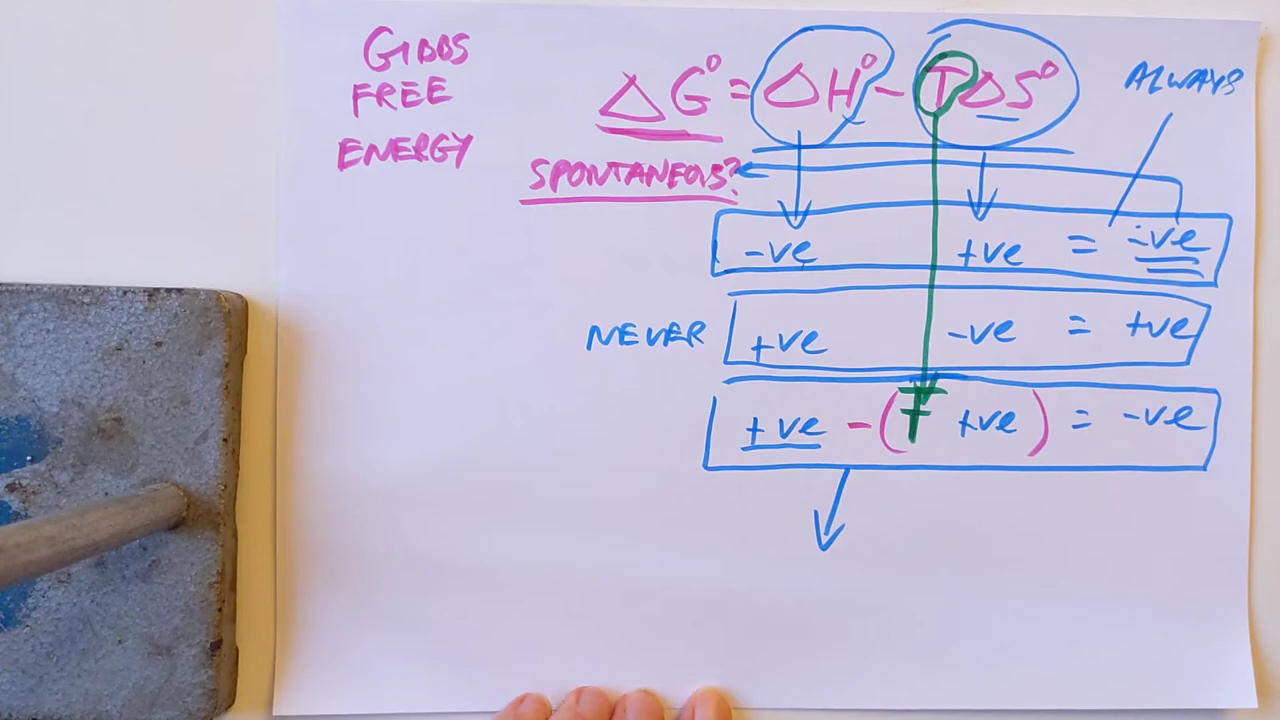 GIBBS
FREE
ENERGY
ΔG° = ΔH° - TΔS°
ALWAYS
SPONTANEOUS?
-ve +ve = -ve
NEVER +ve -ve = +ve
+ve - (T +ve) = -ve